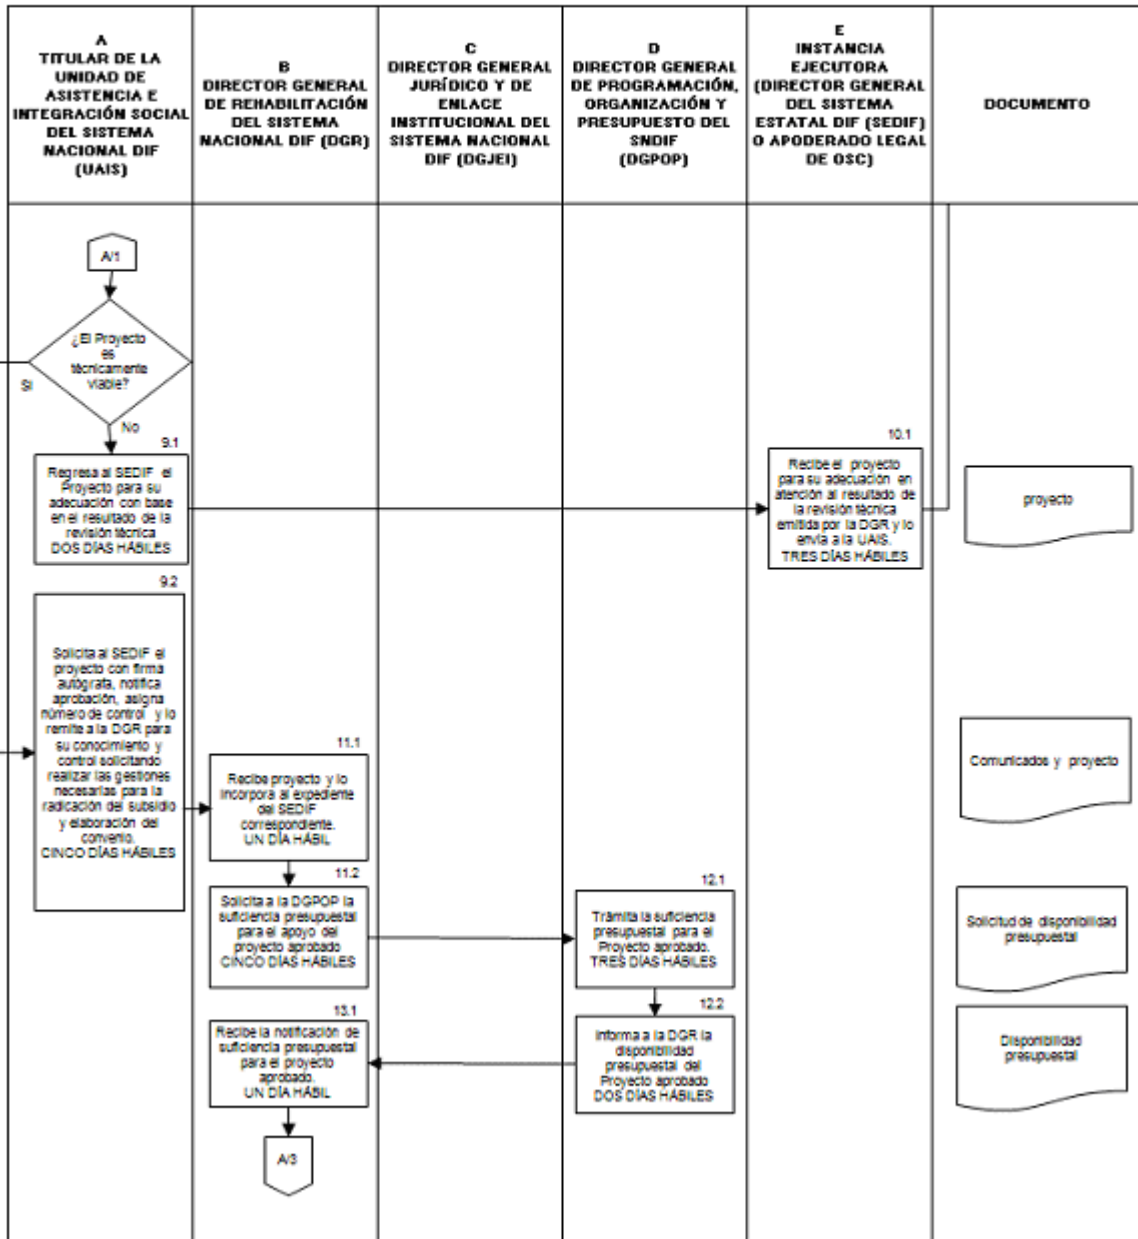 A
TITULAR DE LA
UNIDAD DE
ASISTENCIA E
INTEGRACIÓN SOCIAL
DEL SISTEMA
NACIONAL DIF
(UAIS)
B
DIRECTOR GENERAL
DE REHABILITACIÓN
DEL SISTEMA
NACIONAL DIF (DGR)
C
DIRECTOR GENERAL
JURÍDICO Y DE
ENLACE
INSTITUCIONAL DEL
SISTEMA NACIONAL
DIF (DGJEI)
D
DIRECTOR GENERAL
DE PROGRAMACIÓN,
ORGANIZACIÓN Y
PRESUPUESTO DEL
SNDIF
(DGPOP)
E
INSTANCIA
EJECUTORA
(DIRECTOR GENERAL
DEL SISTEMA
ESTATAL DIF (SEDIF)
O APODERADO LEGAL
DE OSC)
DOCUMENTO
A/1
¿El Proyecto
es
técnicamente
viable?
Si
No
9.1
Regresa al SEDIF el
Proyecto para su
adecuación con base
en el resultado de la
revisión técnica
DOS DÍAS HÁBILES
10.1
Recibe el proyecto
para su adecuación en
atención al resultado de
la revisión técnica
emitida por la DGR y lo
envía a la UAIS.
TRES DÍAS HÁBILES
proyecto
9.2
Solicita al SEDIF el
proyecto con firma
autógrafa, notifica
aprobación, asigna
número de control y lo
remite a la DGR para
su conocimiento y
control solicitando
realizar las gestiones
necesarias para la
radicación del subsidio
y elaboración del
convenio.
CINCO DÍAS HÁBILES
11.1
Recibe proyecto y lo
incorpora al expediente
del SEDIF
correspondiente.
UN DÍA HÁBIL
Comunicados y proyecto
11.2
Solicita a la DGPOP la
suficiencia presupuestal
para el apoyo del
proyecto aprobado
CINCO DÍAS HÁBILES
12.1
Trámita la suficiencia
presupuestal para el
Proyecto aprobado.
TRES DÍAS HÁBILES
Solicitud de disponibilidad
presupuestal
13.1
Recibe la notificación de
suficiencia presupuestal
para el proyecto
aprobado.
UN DÍA HÁBIL
12.2
Informa a la DGR la
disponibilidad
presupuestal del
Proyecto aprobado
DOS DÍAS HÁBILES
Disponibilidad
presupuestal
A/3